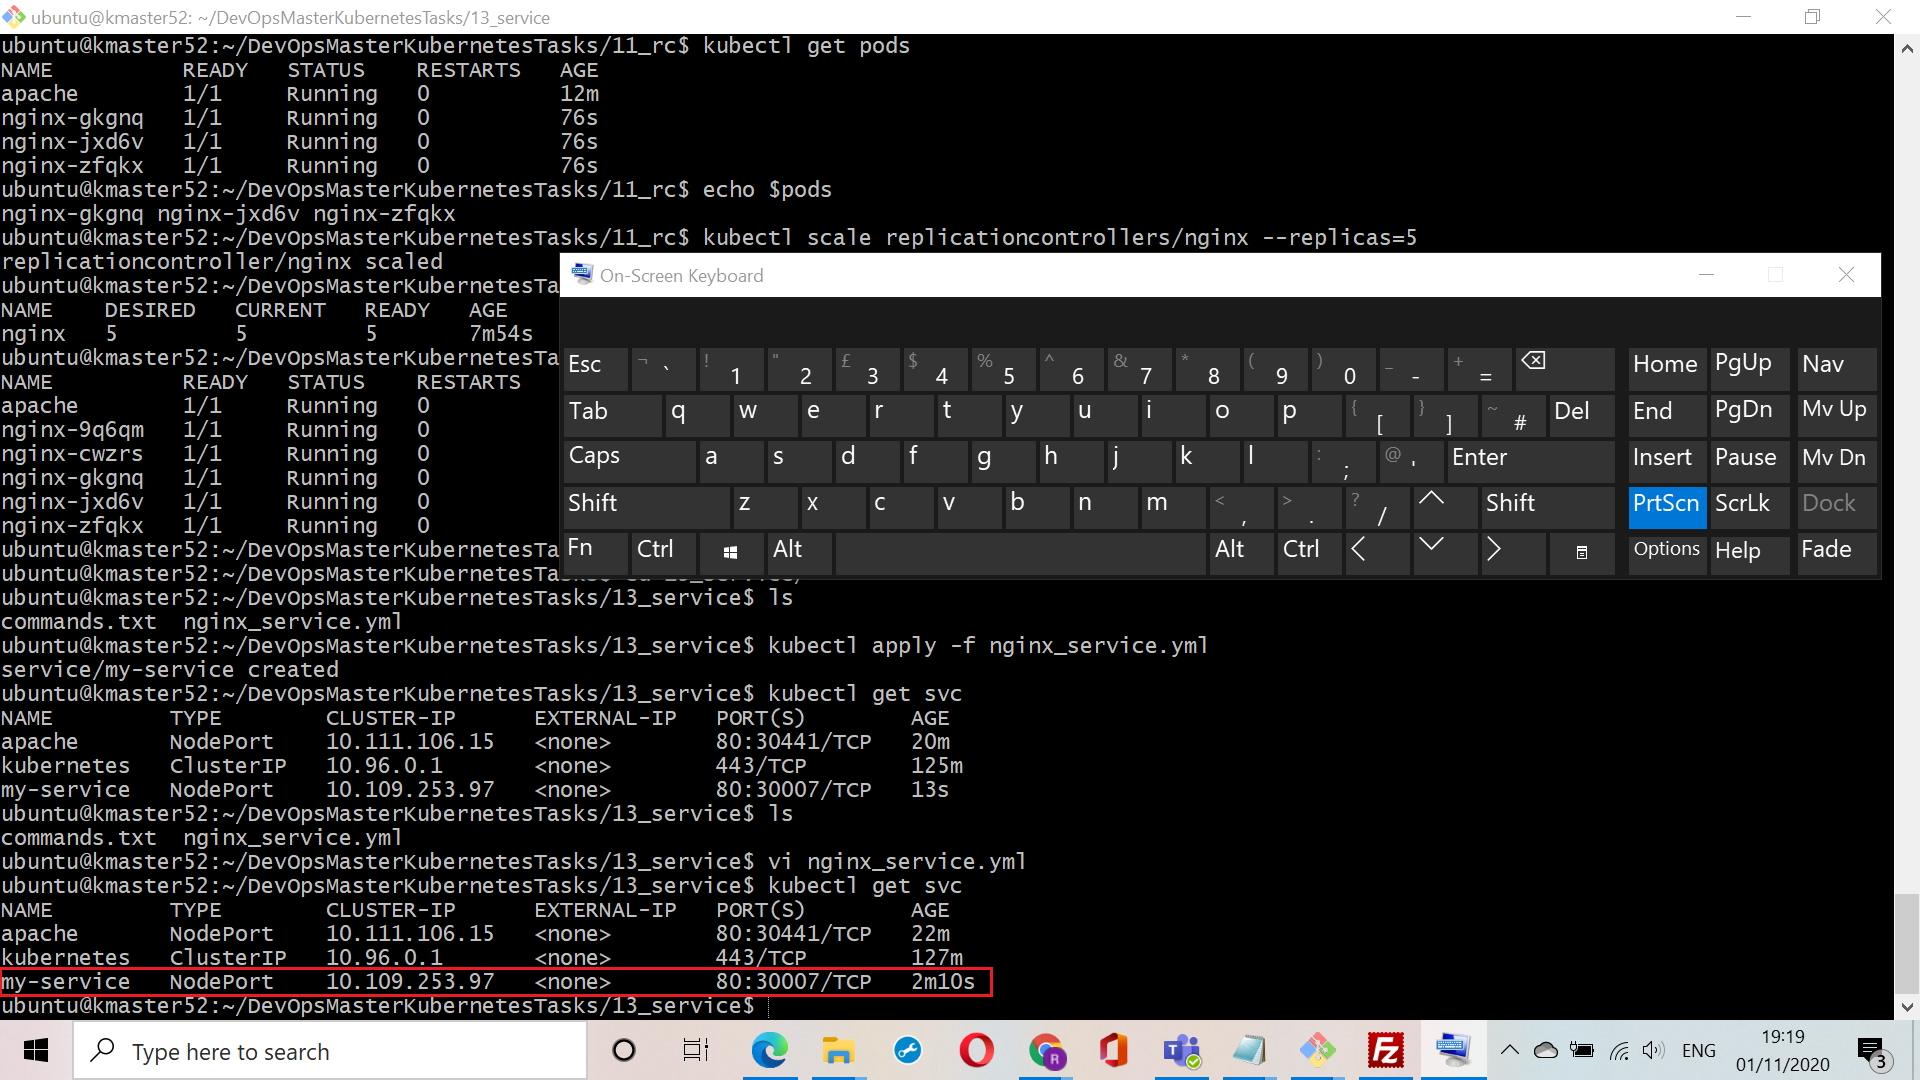 ubuntu@kmaster52: ~/DevOpsMasterKubernetesTasks/13_service
ubuntu@kmaster52:~/DevOpsMasterKubernetesTasks/11_rc$ kubectl get pods
NAME READY STATUS RESTARTS AGE
apache 1/1 Running 0 12m
nginx-gkgnq 1/1 Running 0 76s
nginx-jxd6v 1/1 Running 0 76s
nginx-zfqkx 1/1 Running 0 76s
ubuntu@kmaster52:~/DevOpsMasterKubernetesTasks/11_rc$ echo $pods
nginx-gkgnq nginx-jxd6v nginx-zfqkx
ubuntu@kmaster52:~/DevOpsMasterKubernetesTasks/11_rc$ kubectl scale replicationcontrollers/nginx --replicas=5
replicationcontroller/nginx scaled
ubuntu@kmaster52:~/DevOpsMasterKubernetesTa
NAME DESIRED CURRENT READY AGE
nginx 5 5 5 7m54s
ubuntu@kmaster52:~/DevOpsMasterKubernetesTa
NAME READY STATUS RESTARTS
apache 1/1 Running 0
nginx-9q6qm 1/1 Running 0
nginx-cwzrs 1/1 Running 0
nginx-gkgnq 1/1 Running 0
nginx-jxd6v 1/1 Running 0
nginx-zfqkx 1/1 Running 0
ubuntu@kmaster52:~/DevOpsMasterKubernetesTa
ubuntu@kmaster52:~/DevOpsMasterKubernetesTa
On-Screen Keyboard
Esc ¬ ` ! 1 " 2 £ 3 $ 4 % 5 ^ 6 & 7 * 8 ( 9 ) 0 _ - + = Home PgUp Nav
Tab q w e r t y u i o p { [ } ] ~ # Del End PgDn Mv Up
Caps a s d f g h j k l : ; @ ' Enter Insert Pause Mv Dn
Shift z x c v b n m < , > . ? / Shift PrtScn ScrLk Dock
Fn Ctrl Alt Alt Ctrl Options Help Fade
ubuntu@kmaster52:~/DevOpsMasterKubernetesTasks/13_service$ ls
commands.txt nginx_service.yml
ubuntu@kmaster52:~/DevOpsMasterKubernetesTasks/13_service$ kubectl apply -f nginx_service.yml
service/my-service created
ubuntu@kmaster52:~/DevOpsMasterKubernetesTasks/13_service$ kubectl get svc
NAME TYPE CLUSTER-IP EXTERNAL-IP PORT(S) AGE
apache NodePort 10.111.106.15 <none> 80:30441/TCP 20m
kubernetes ClusterIP 10.96.0.1 <none> 443/TCP 125m
my-service NodePort 10.109.253.97 <none> 80:30007/TCP 13s
ubuntu@kmaster52:~/DevOpsMasterKubernetesTasks/13_service$ ls
commands.txt nginx_service.yml
ubuntu@kmaster52:~/DevOpsMasterKubernetesTasks/13_service$ vi nginx_service.yml
ubuntu@kmaster52:~/DevOpsMasterKubernetesTasks/13_service$ kubectl get svc
NAME TYPE CLUSTER-IP EXTERNAL-IP PORT(S) AGE
apache NodePort 10.111.106.15 <none> 80:30441/TCP 22m
kubernetes ClusterIP 10.96.0.1 <none> 443/TCP 127m
my-service NodePort 10.109.253.97 <none> 80:30007/TCP 2m10s
ubuntu@kmaster52:~/DevOpsMasterKubernetesTasks/13_service$
Type here to search
R
T
Fz
ENG
19:19
01/11/2020
3